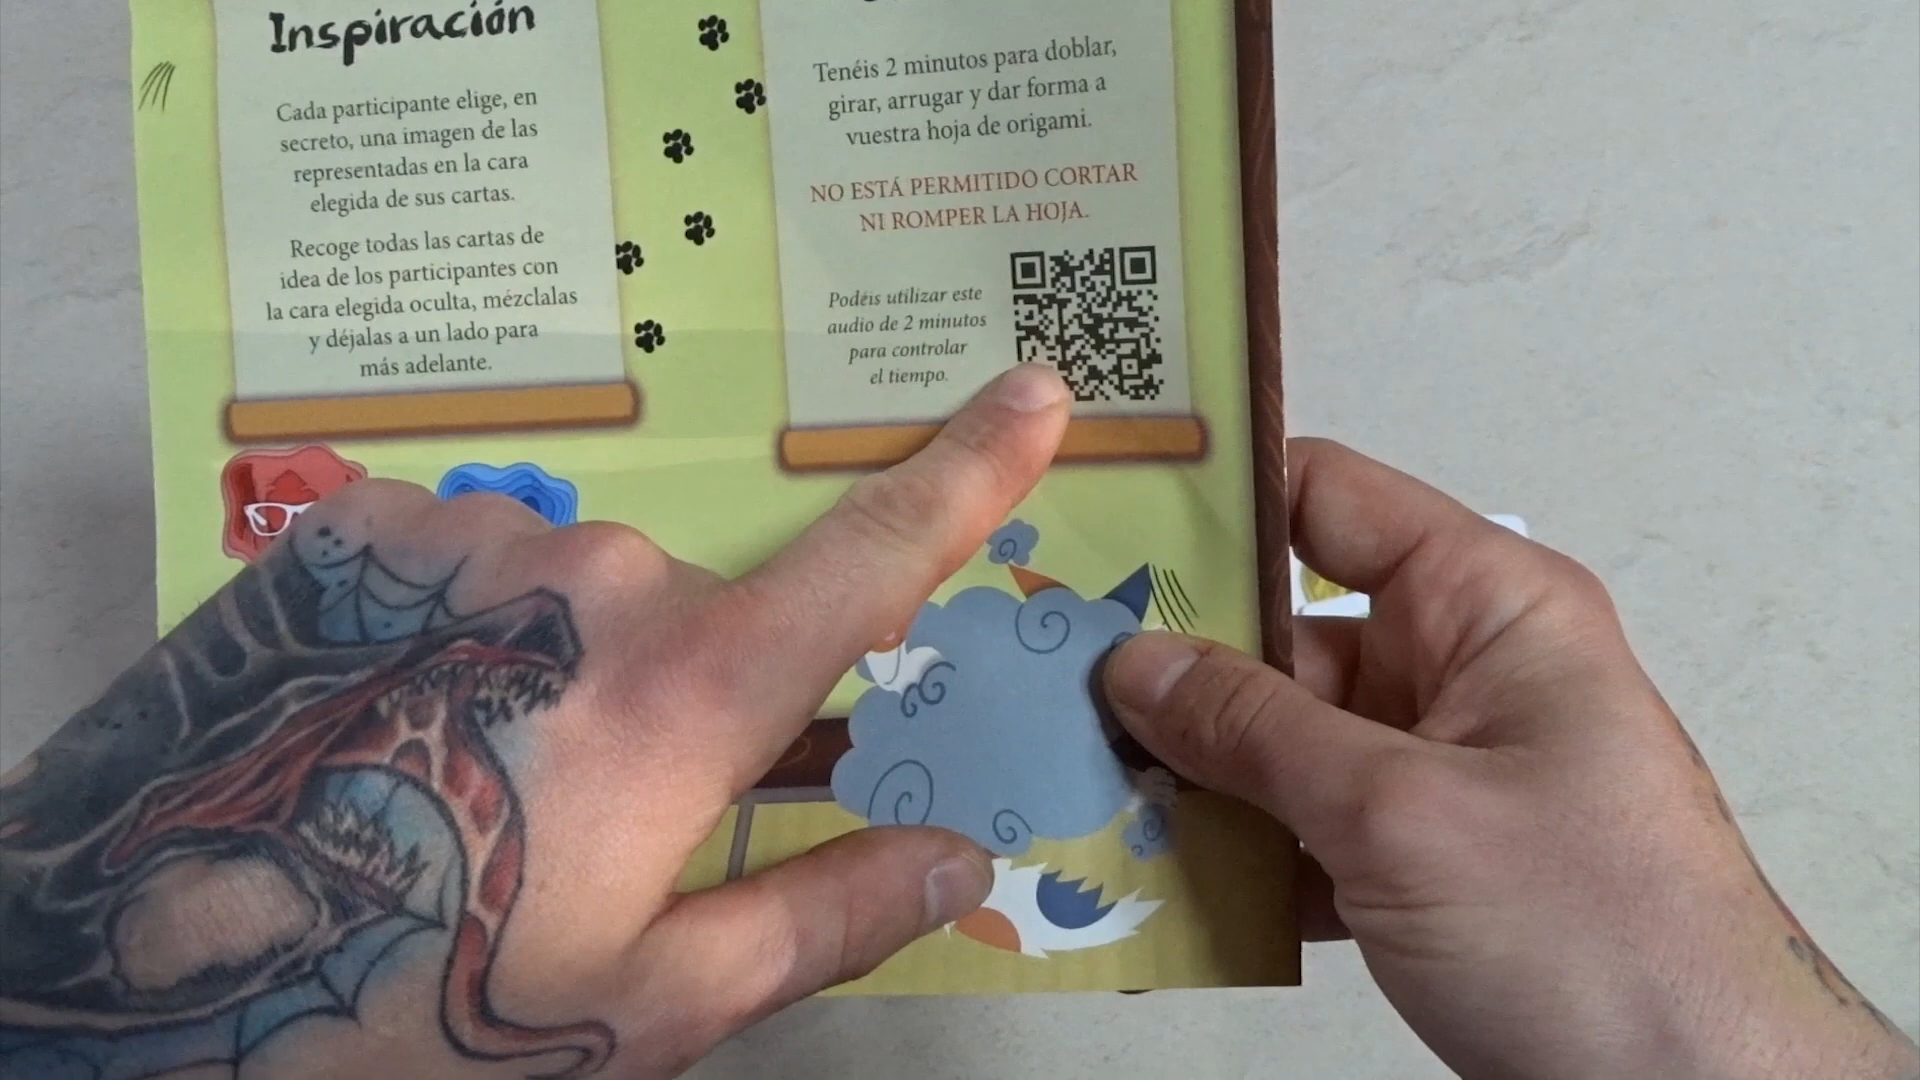 Inspiración
Cada participante elige, en
secreto, una imagen de las
representadas en la cara
elegida de sus cartas.
Recoge todas las cartas de
idea de los participantes con
la cara elegida oculta, mézclalas
y déjalas a un lado para
más adelante.
Tenéis 2 minutos para doblar,
girar, arrugar y dar forma a
vuestra hoja de origami.
NO ESTÁ PERMITIDO CORTAR
NI ROMPER LA HOJA.
Podéis utilizar este
audio de 2 minutos
para controlar
el tiempo.